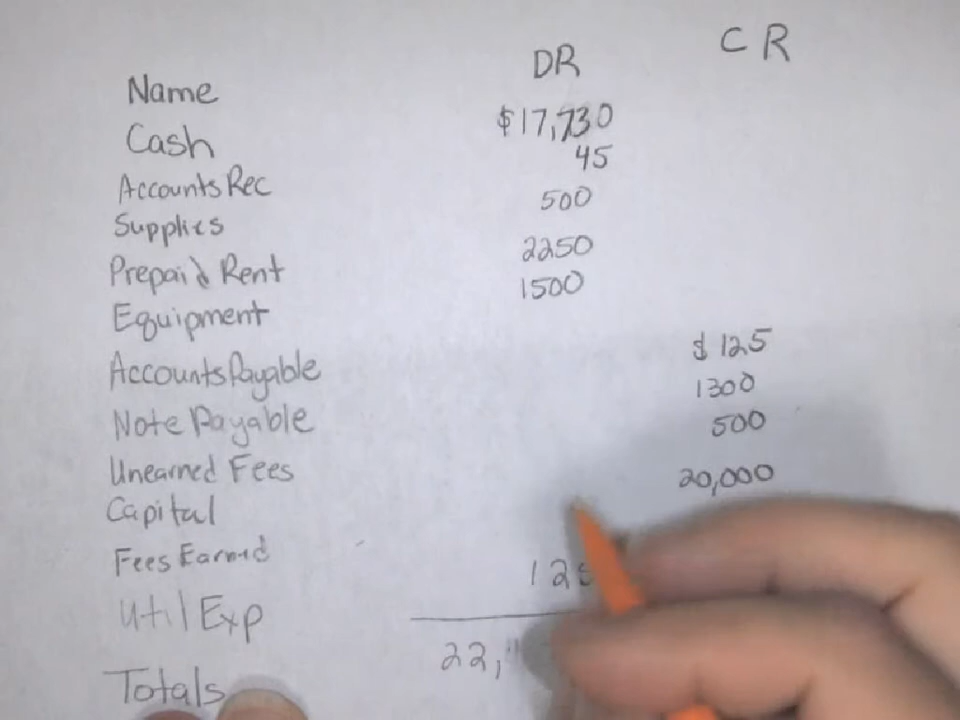 Name DR CR
Cash $17,730
Accounts Rec 45
Supplies 500
Prepaid Rent 2250
Equipment 1500
Accounts Payable $125
Note Payable 1300
Unearned Fees 500
Capital 20,000
Fees Earned
Util Exp
Totals